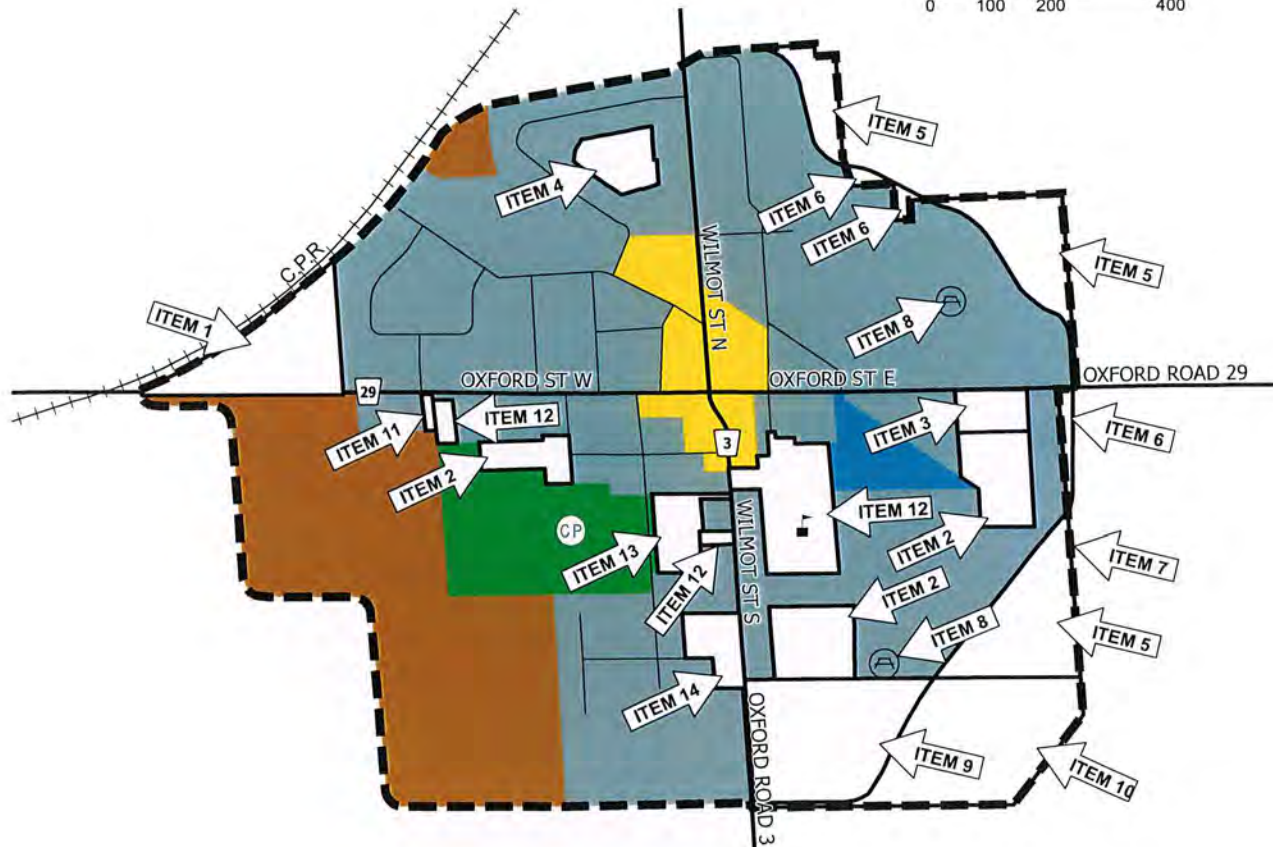 0 100 200 400
ITEM 5
ITEM 4
ITEM 6
ITEM 6
C.P.R
WILMOT ST N
ITEM 5
ITEM 1
ITEM 8
OXFORD ST W
OXFORD ST E
OXFORD ROAD 29
29
ITEM 11
ITEM 12
3
ITEM 3
ITEM 6
ITEM 2
ITEM 12
WILMOT ST S
CP
ITEM 13
ITEM 12
ITEM 2
ITEM 7
ITEM 2
ITEM 8
ITEM 5
ITEM 14
OXFORD ROAD 3
ITEM 9
ITEM 10